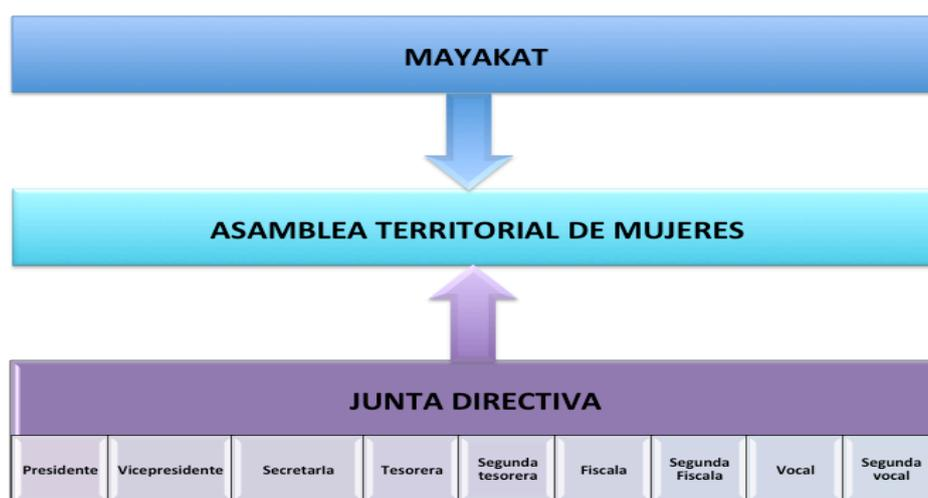 MAYAKAT
ASAMBLEA TERRITORIAL DE MUJERES
JUNTA DIRECTIVA
Presidente
Vicepresidente
SecretarIa
Tesorera
Segunda
tesorera
Fiscala
Segunda
Fiscala
Vocal
Segunda
vocal